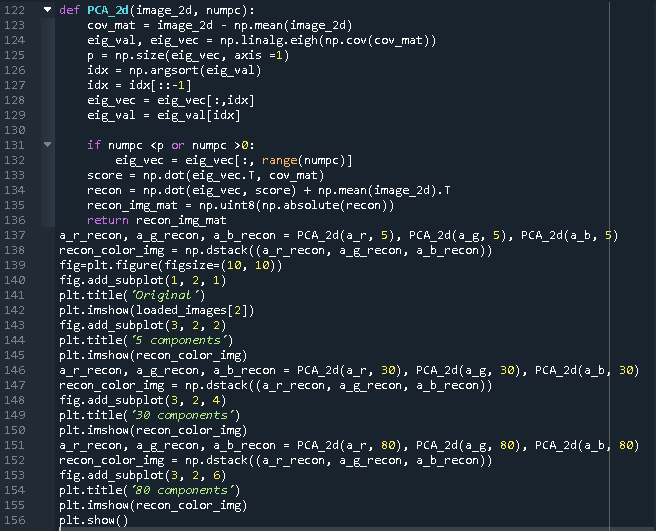 122 def PCA_2d(image_2d, numpc):
123     cov_mat = image_2d - np.mean(image_2d)
124     eig_val, eig_vec = np.linalg.eigh(np.cov(cov_mat))
125     p = np.size(eig_vec, axis =1)
126     idx = np.argsort(eig_val)
127     idx = idx[::-1]
128     eig_vec = eig_vec[:,idx]
129     eig_val = eig_val[idx]
130
131     if numpc <p or numpc >0:
132         eig_vec = eig_vec[:, range(numpc)]
133     score = np.dot(eig_vec.T, cov_mat)
134     recon = np.dot(eig_vec, score) + np.mean(image_2d).T
135     recon_img_mat = np.uint8(np.absolute(recon))
136     return recon_img_mat
137 a_r_recon, a_g_recon, a_b_recon = PCA_2d(a_r, 5), PCA_2d(a_g, 5), PCA_2d(a_b, 5)
138 recon_color_img = np.dstack((a_r_recon, a_g_recon, a_b_recon))
139 fig=plt.figure(figsize=(10, 10))
140 fig.add_subplot(1, 2, 1)
141 plt.title('Original')
142 plt.imshow(loaded_images[2])
143 fig.add_subplot(3, 2, 2)
144 plt.title('5 components')
145 plt.imshow(recon_color_img)
146 a_r_recon, a_g_recon, a_b_recon = PCA_2d(a_r, 30), PCA_2d(a_g, 30), PCA_2d(a_b, 30)
147 recon_color_img = np.dstack((a_r_recon, a_g_recon, a_b_recon))
148 fig.add_subplot(3, 2, 4)
149 plt.title('30 components')
150 plt.imshow(recon_color_img)
151 a_r_recon, a_g_recon, a_b_recon = PCA_2d(a_r, 80), PCA_2d(a_g, 80), PCA_2d(a_b, 80)
152 recon_color_img = np.dstack((a_r_recon, a_g_recon, a_b_recon))
153 fig.add_subplot(3, 2, 6)
154 plt.title('80 components')
155 plt.imshow(recon_color_img)
156 plt.show()